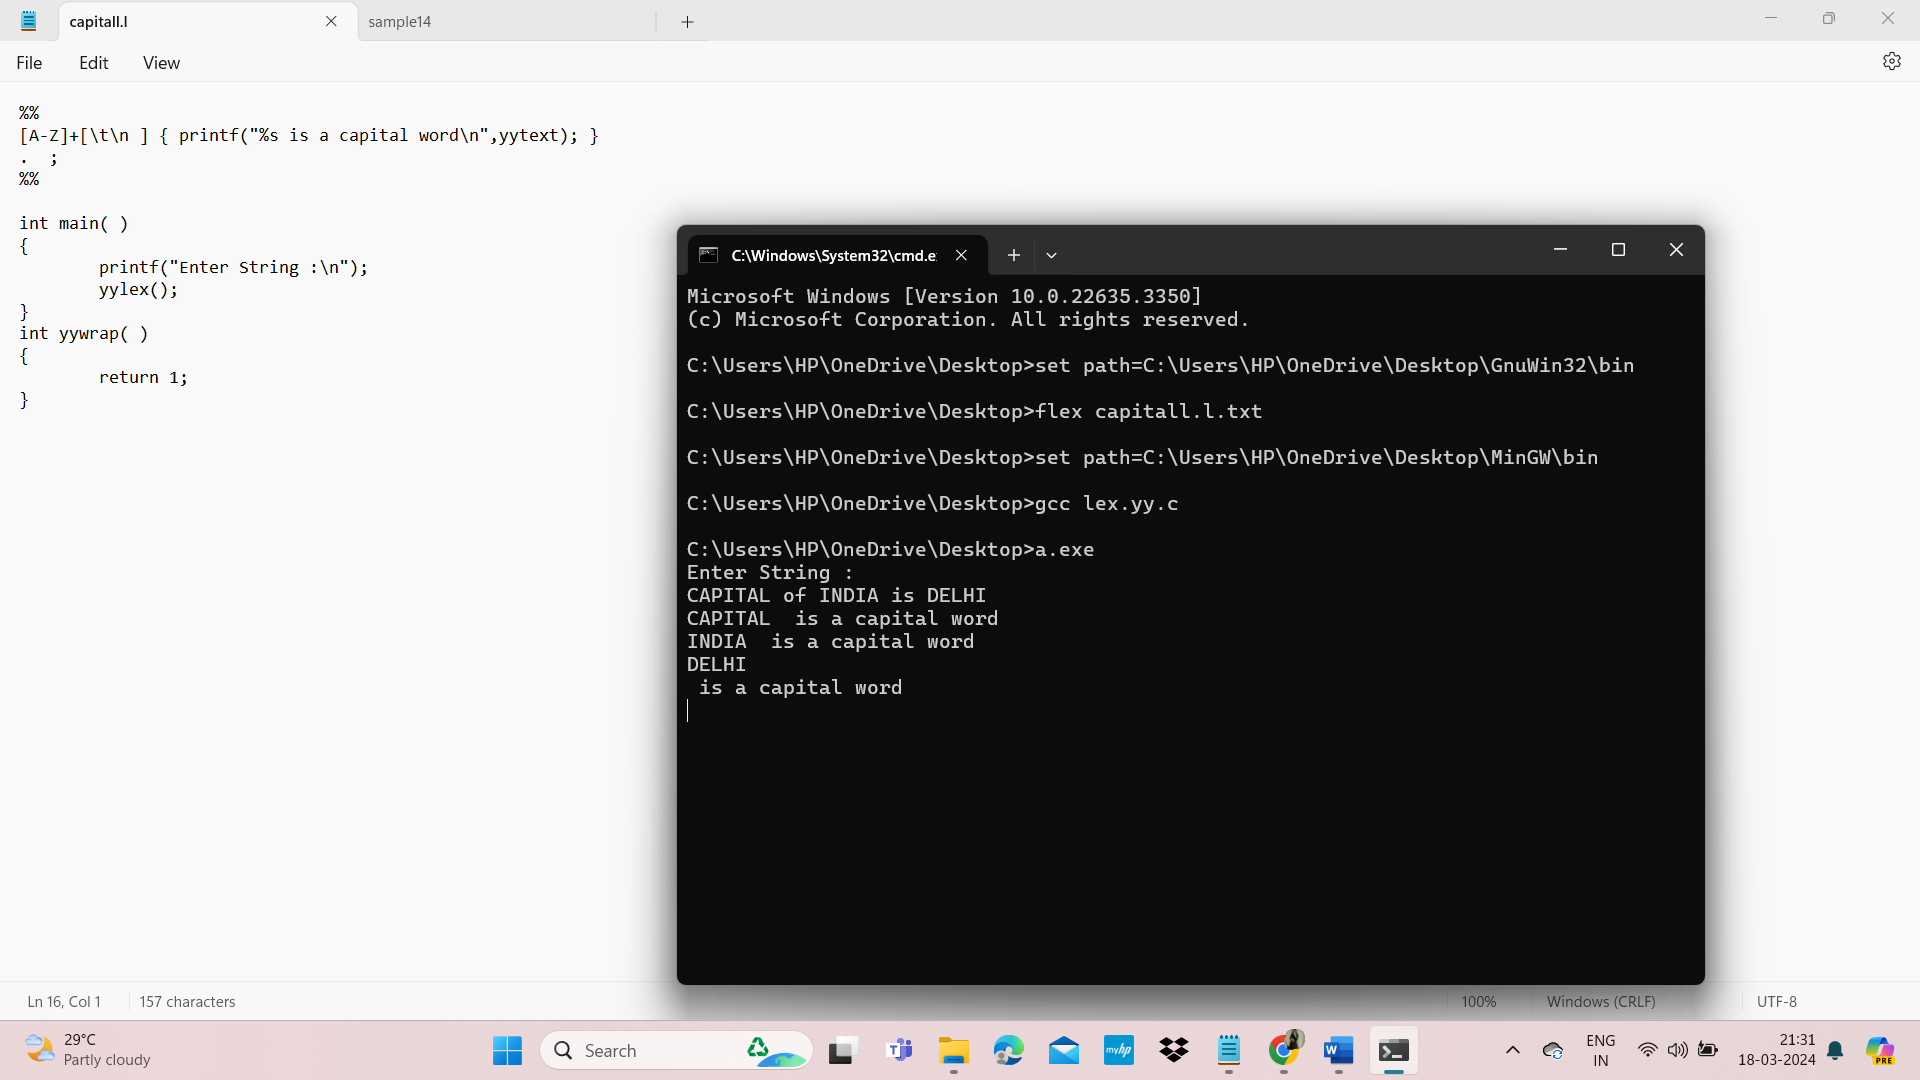 capitall.l
sample14
File Edit View
%%
[A-Z]+[\t\n ] { printf("%s is a capital word\n",yytext); }
.  ;
%%
int main( )
{
printf("Enter String :\n");
yylex();
}
int yywrap( )
{
return 1;
}
C:\Windows\System32\cmd.e
Microsoft Windows [Version 10.0.22635.3350]
(c) Microsoft Corporation. All rights reserved.
C:\Users\HP\OneDrive\Desktop>set path=C:\Users\HP\OneDrive\Desktop\GnuWin32\bin
C:\Users\HP\OneDrive\Desktop>flex capitall.l.txt
C:\Users\HP\OneDrive\Desktop>set path=C:\Users\HP\OneDrive\Desktop\MinGW\bin
C:\Users\HP\OneDrive\Desktop>gcc lex.yy.c
C:\Users\HP\OneDrive\Desktop>a.exe
Enter String :
CAPITAL of INDIA is DELHI
CAPITAL  is a capital word
INDIA  is a capital word
DELHI
 is a capital word
Ln 16, Col 1
157 characters
100%
Windows (CRLF)
UTF-8
29°C
Partly cloudy
Search
myhp
ENG
IN
21:31
18-03-2024
PRE